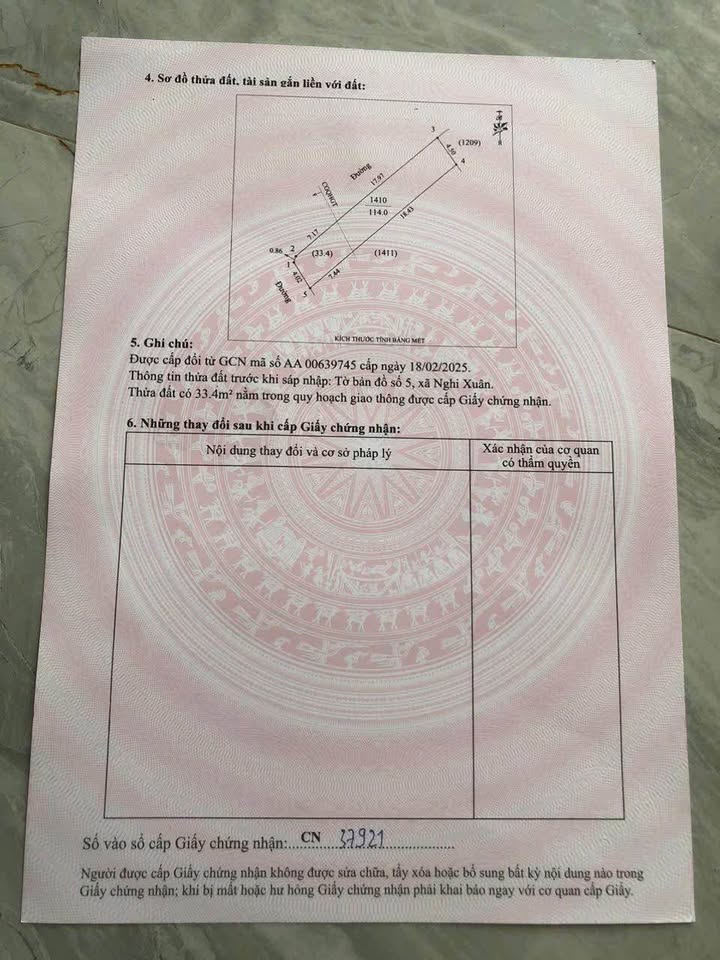 4. Sơ đồ thửa đất, tài sản gắn liền với đất:
3
(1209)
4.50
4
Đường
17.97
CGQHGT
1410
114.0
18.43
7.17
2
0.86
(33.4)
(1411)
1
4.02
7.44
Đường
5
KÍCH THƯỚC TÍNH BẰNG MÉT
5. Ghi chú:
Được cấp đổi từ GCN mã số AA 00639745 cấp ngày 18/02/2025.
Thông tin thửa đất trước khi sáp nhập: Tờ bản đồ số 5, xã Nghi Xuân.
Thửa đất có 33.4m² nằm trong quy hoạch giao thông được cấp Giấy chứng nhận.
6. Những thay đổi sau khi cấp Giấy chứng nhận:
Nội dung thay đổi và cơ sở pháp lý
Xác nhận của cơ quan
có thẩm quyền
Số vào sổ cấp Giấy chứng nhận: CN 37921
Người được cấp Giấy chứng nhận không được sửa chữa, tẩy xóa hoặc bổ sung bất kỳ nội dung nào trong
Giấy chứng nhận; khi bị mất hoặc hư hỏng Giấy chứng nhận phải khai báo ngay với cơ quan cấp Giấy.